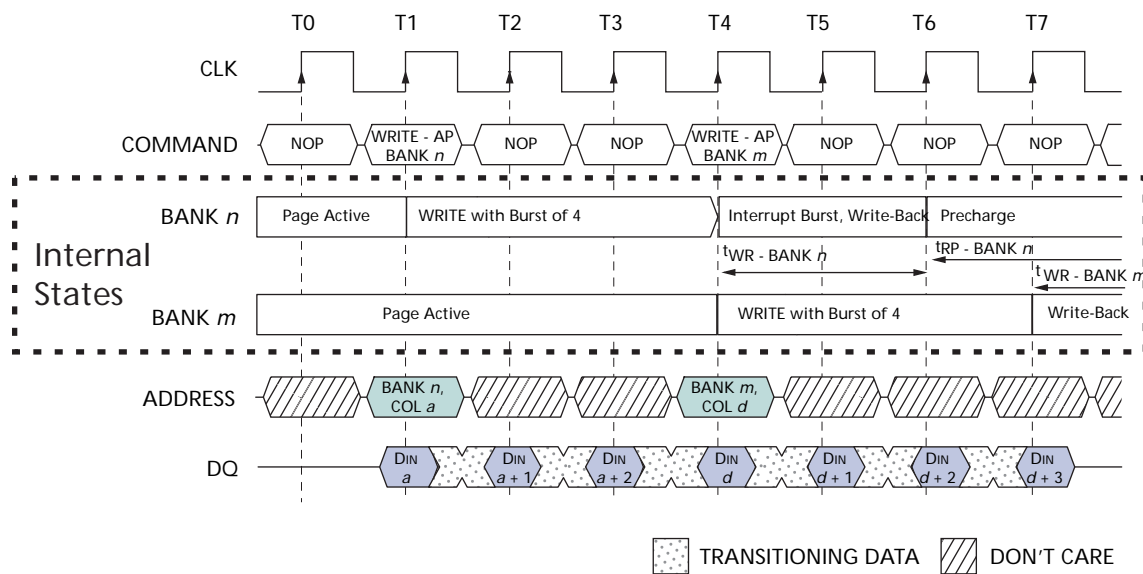 T0 T1 T2 T3 T4 T5 T6 T7
CLK
COMMAND NOP WRITE - AP BANK n NOP NOP WRITE - AP BANK m NOP NOP NOP
BANK n Page Active WRITE with Burst of 4 Interrupt Burst, Write-Back Precharge
Internal States
tWR - BANK n tRP - BANK n
tWR - BANK m
BANK m Page Active WRITE with Burst of 4 Write-Back
ADDRESS BANK n, COL a BANK m, COL d
DQ DIN a DIN a + 1 DIN a + 2 DIN d DIN d + 1 DIN d + 2 DIN d + 3
TRANSITIONING DATA DON'T CARE